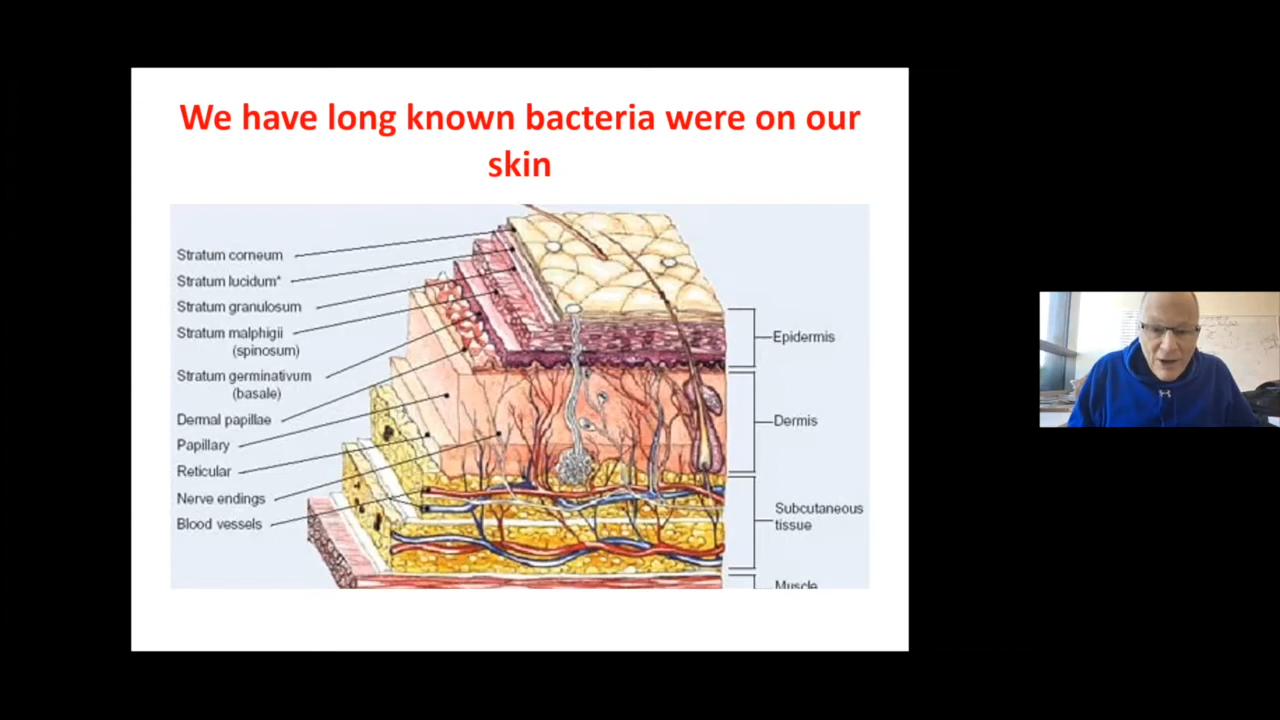 We have long known bacteria were on our
skin
Stratum corneum
Stratum lucidum*
Stratum granulosum
Stratum malphigii
(spinosum)
Stratum germinativum
(basale)
Dermal papillae
Papillary
Reticular
Nerve endings
Blood vessels
Epidermis
Dermis
Subcutaneous
tissue
Muscle